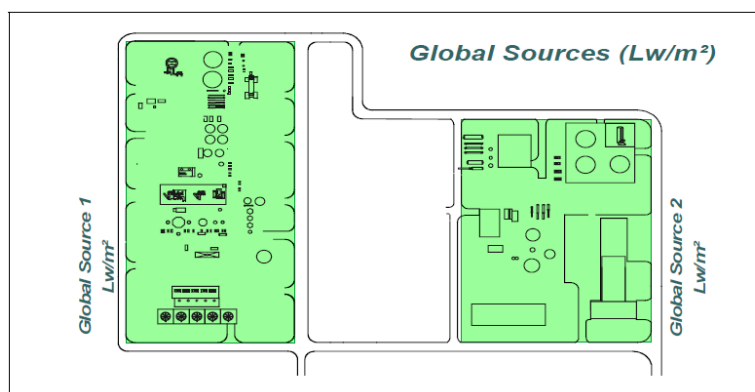 Global Sources (Lw/m²)
Global Source 1
Lw/m²
Global Source 2
Lw/m²